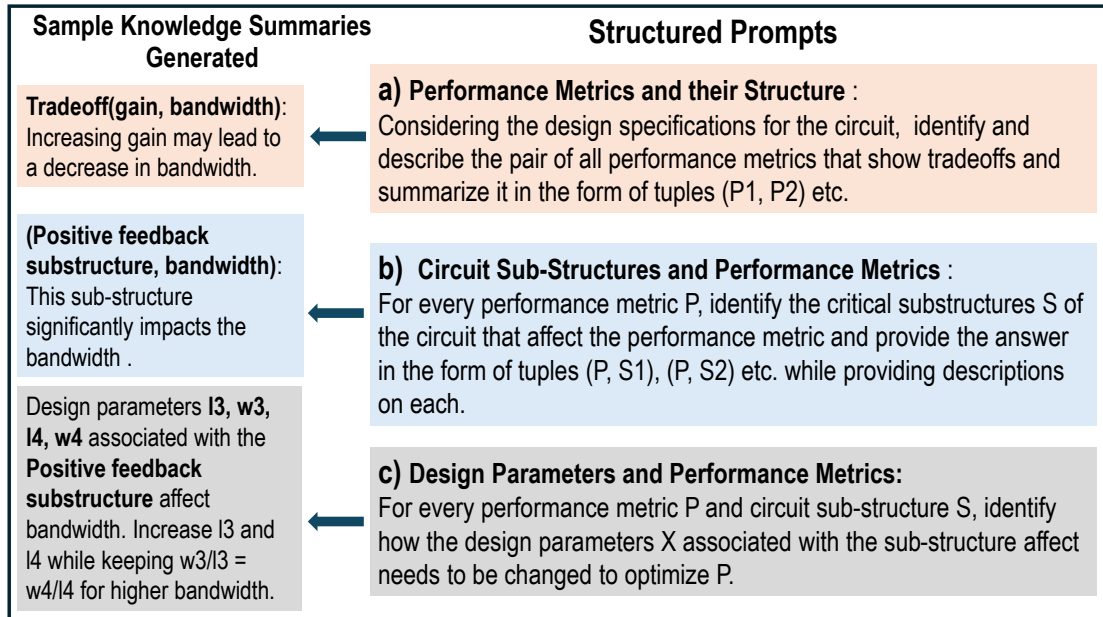 Sample Knowledge Summaries
Generated
Structured Prompts
Tradeoff(gain, bandwidth):
Increasing gain may lead to
a decrease in bandwidth.
a) Performance Metrics and their Structure :
Considering the design specifications for the circuit, identify and
describe the pair of all performance metrics that show tradeoffs and
summarize it in the form of tuples (P1, P2) etc.
(Positive feedback
substructure, bandwidth):
This sub-structure
significantly impacts the
bandwidth .
b) Circuit Sub-Structures and Performance Metrics :
For every performance metric P, identify the critical substructures S of
the circuit that affect the performance metric and provide the answer
in the form of tuples (P, S1), (P, S2) etc. while providing descriptions
on each.
Design parameters l3, w3,
l4, w4 associated with the
Positive feedback
substructure affect
bandwidth. Increase l3 and
l4 while keeping w3/l3 =
w4/l4 for higher bandwidth.
c) Design Parameters and Performance Metrics:
For every performance metric P and circuit sub-structure S, identify
how the design parameters X associated with the sub-structure affect
needs to be changed to optimize P.